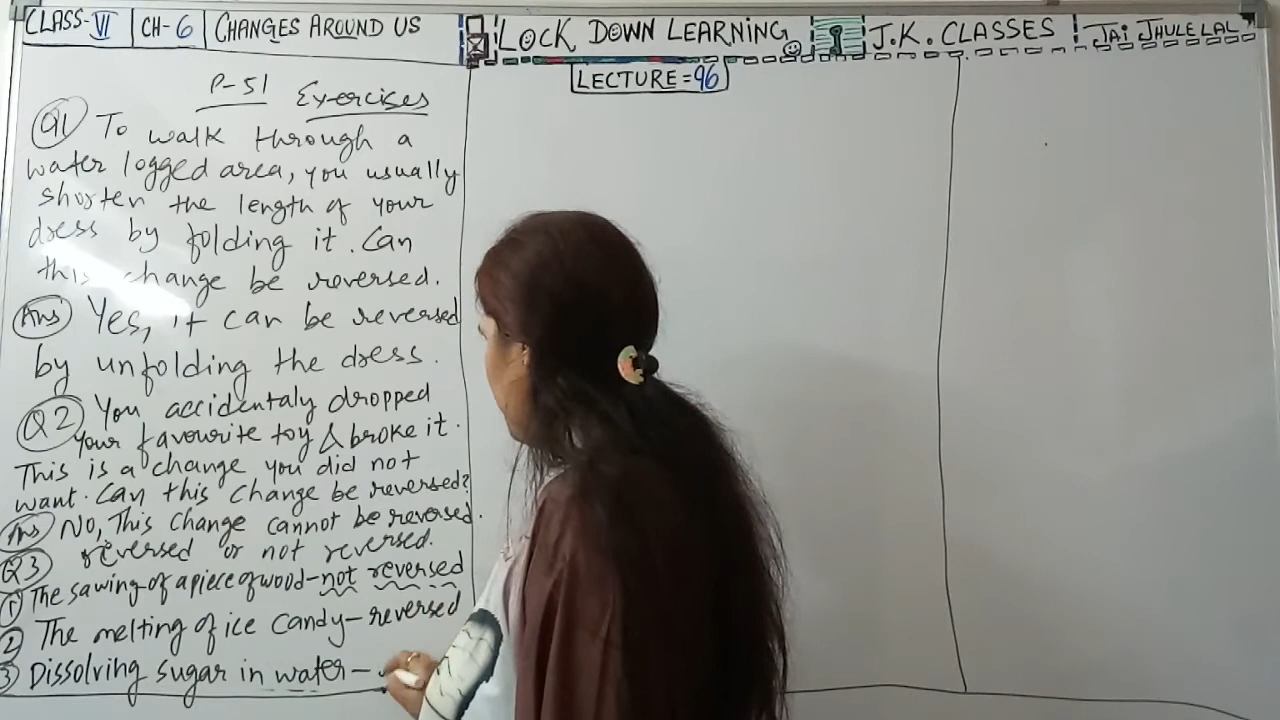 CLASS-VI CH-6 CHANGES AROUND US
LOCK DOWN LEARNING
J.K. CLASSES
JAI JHULELAL
LECTURE = 96
P-51 Exercises
Q1 To walk through a
water logged area, you usually
shorten the length of your
dress by folding it. Can
this change be reversed.
Ans Yes, it can be reversed
by unfolding the dress.
Q2 You accidentaly dropped
your favourite toy & broke it.
This is a change you did not
want. Can this change be reversed?
Ans No, This change cannot be reversed.
Q3 reversed or not reversed.
1 The sawing of a piece of wood - not reversed
2 The melting of ice candy - reversed
3 Dissolving sugar in water -